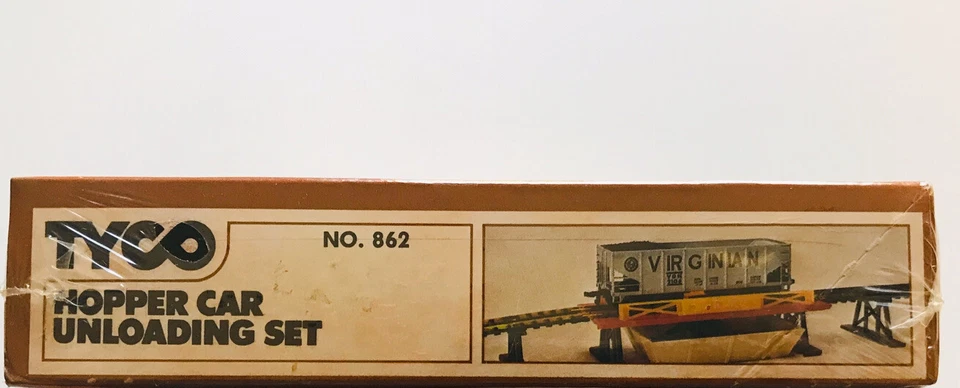 TYCO
NO. 862
HOPPER CAR
UNLOADING SET
VIRGINIAN